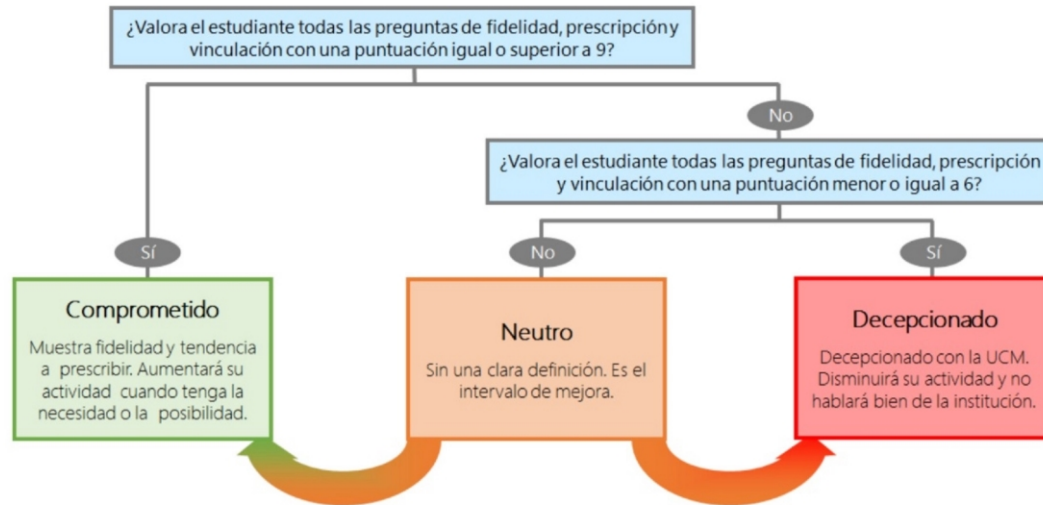 ¿Valora el estudiante todas las preguntas de fidelidad, prescripción y
vinculación con una puntuación igual o superior a 9?
No
¿Valora el estudiante todas las preguntas de fidelidad, prescripción
y vinculación con una puntuación menor o igual a 6?
Sí
No
Sí
Comprometido
Muestra fidelidad y tendencia
a prescribir. Aumentará su
actividad cuando tenga la
necesidad o la posibilidad.
Neutro
Sin una clara definición. Es el
intervalo de mejora.
Decepcionado
Decepcionado con la UCM.
Disminuirá su actividad y no
hablará bien de la institución.